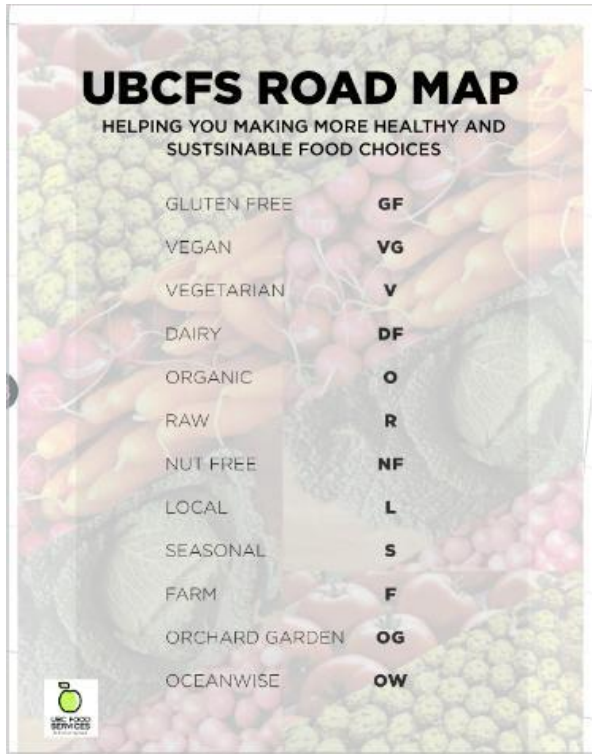 UBCFS ROAD MAP
HELPING YOU MAKING MORE HEALTHY AND
SUSTSINABLE FOOD CHOICES
GLUTEN FREE GF
VEGAN VG
VEGETARIAN V
DAIRY DF
ORGANIC O
RAW R
NUT FREE NF
LOCAL L
SEASONAL S
FARM F
ORCHARD GARDEN OG
OCEANWISE OW
UBC FOOD
SERVICES